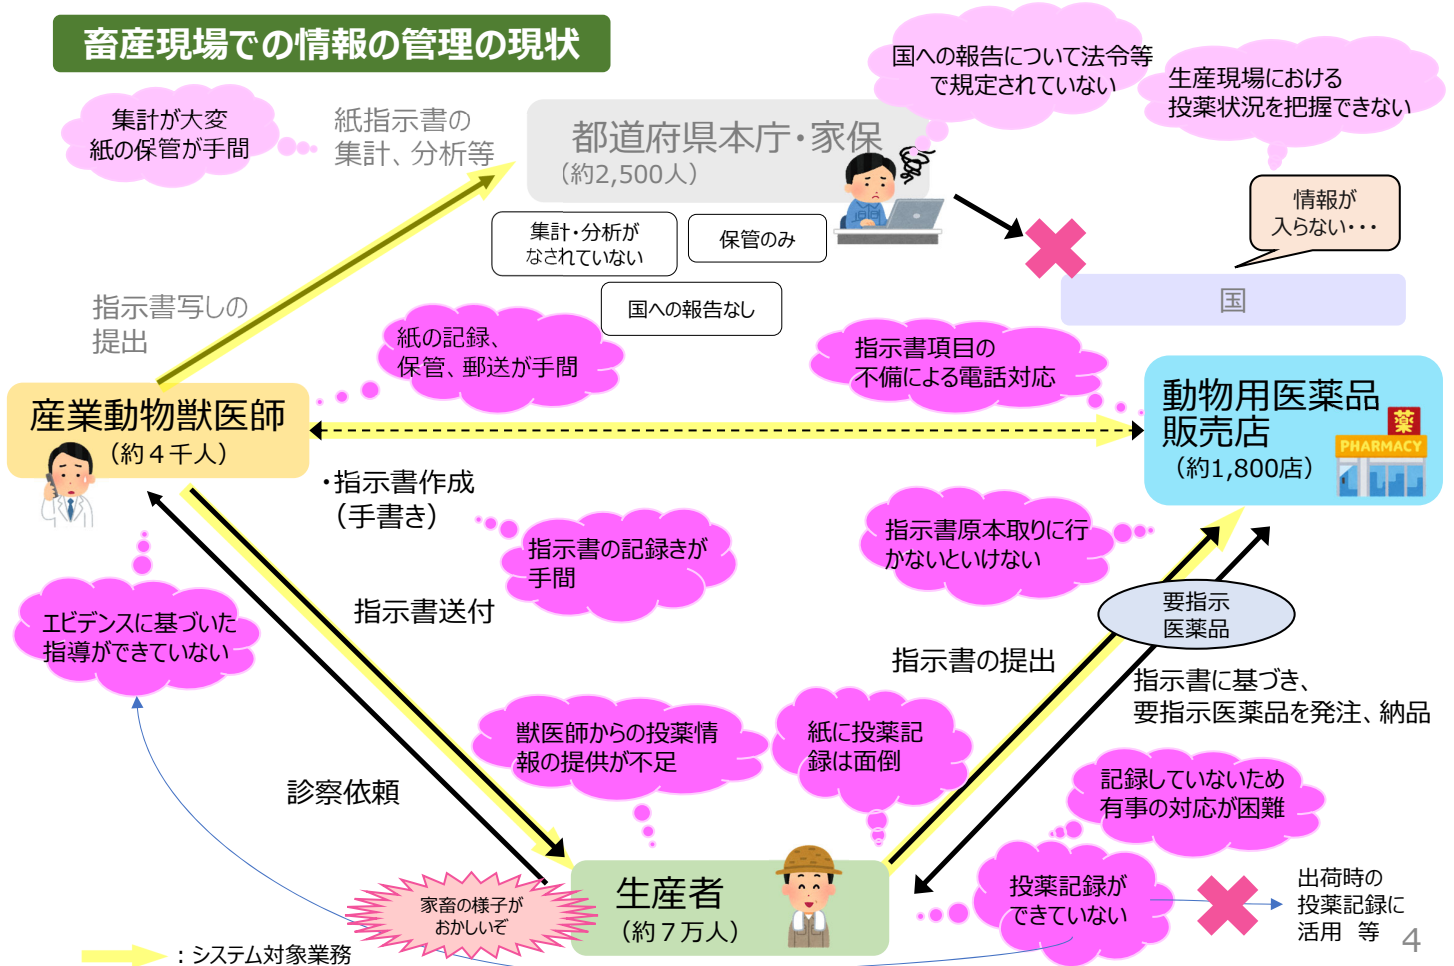 畜産現場での情報の管理の現状
国への報告について法令等
で規定されていない
生産現場における
投薬状況を把握できない
集計が大変
紙の保管が手間
紙指示書の
集計、分析等
都道府県本庁・家保
（約2,500人）
情報が
入らない・・・
集計・分析が
なされていない
保管のみ
国への報告なし
国
指示書写しの
提出
紙の記録、
保管、郵送が手間
指示書項目の
不備による電話対応
産業動物獣医師
（約４千人）
動物用医薬品
販売店
（約1,800店）
薬
PHARMACY
・指示書作成
（手書き）
指示書の記録きが
手間
指示書原本取りに行
かないといけない
要指示
医薬品
エビデンスに基づいた
指導ができていない
指示書送付
指示書の提出
指示書に基づき、
要指示医薬品を発注、納品
獣医師からの投薬情
報の提供が不足
紙に投薬記
録は面倒
診察依頼
記録していないため
有事の対応が困難
家畜の様子が
おかしいぞ
生産者
（約７万人）
投薬記録が
できていない
出荷時の
投薬記録に
活用　等
：システム対象業務
4